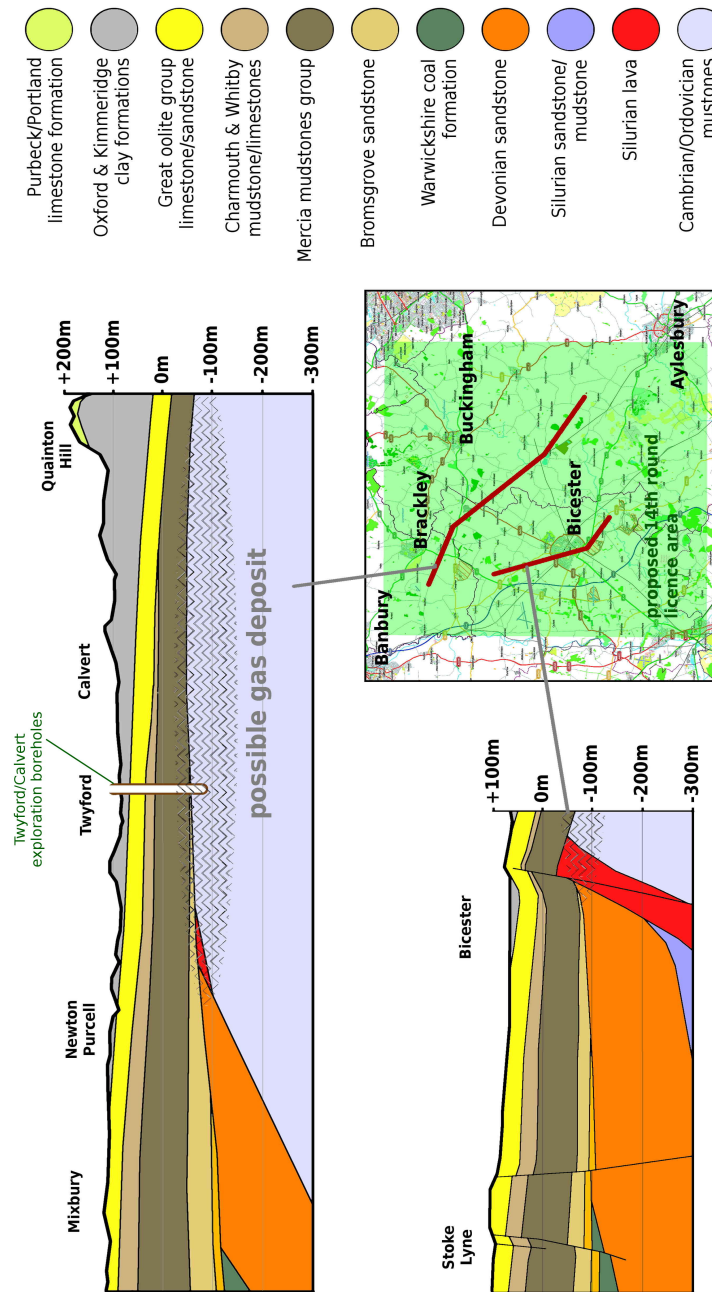 Purbeck/Portland
limestone formation
Oxford & Kimmeridge
clay formations
Great oolite group
limestone/sandstone
Charmouth & Whitby
mudstone/limestones
Mercia mudstones group
Bromsgrove sandstone
Warwickshire coal
formation
Devonian sandstone
Silurian sandstone/
mudstone
Silurian lava
Cambrian/Ordovician
mustones
+200m
+100m
0m
-100m
-200m
-300m
Quainton
Hill
Calvert
Twyford/Calvert
exploration boreholes
Twyford
Newton
Purcell
Mixbury
possible gas deposit
Banbury
Brackley
Buckingham
Bicester
Aylesbury
proposed 14th round
licence area
+100m
0m
-100m
-200m
-300m
Bicester
Stoke
Lyne